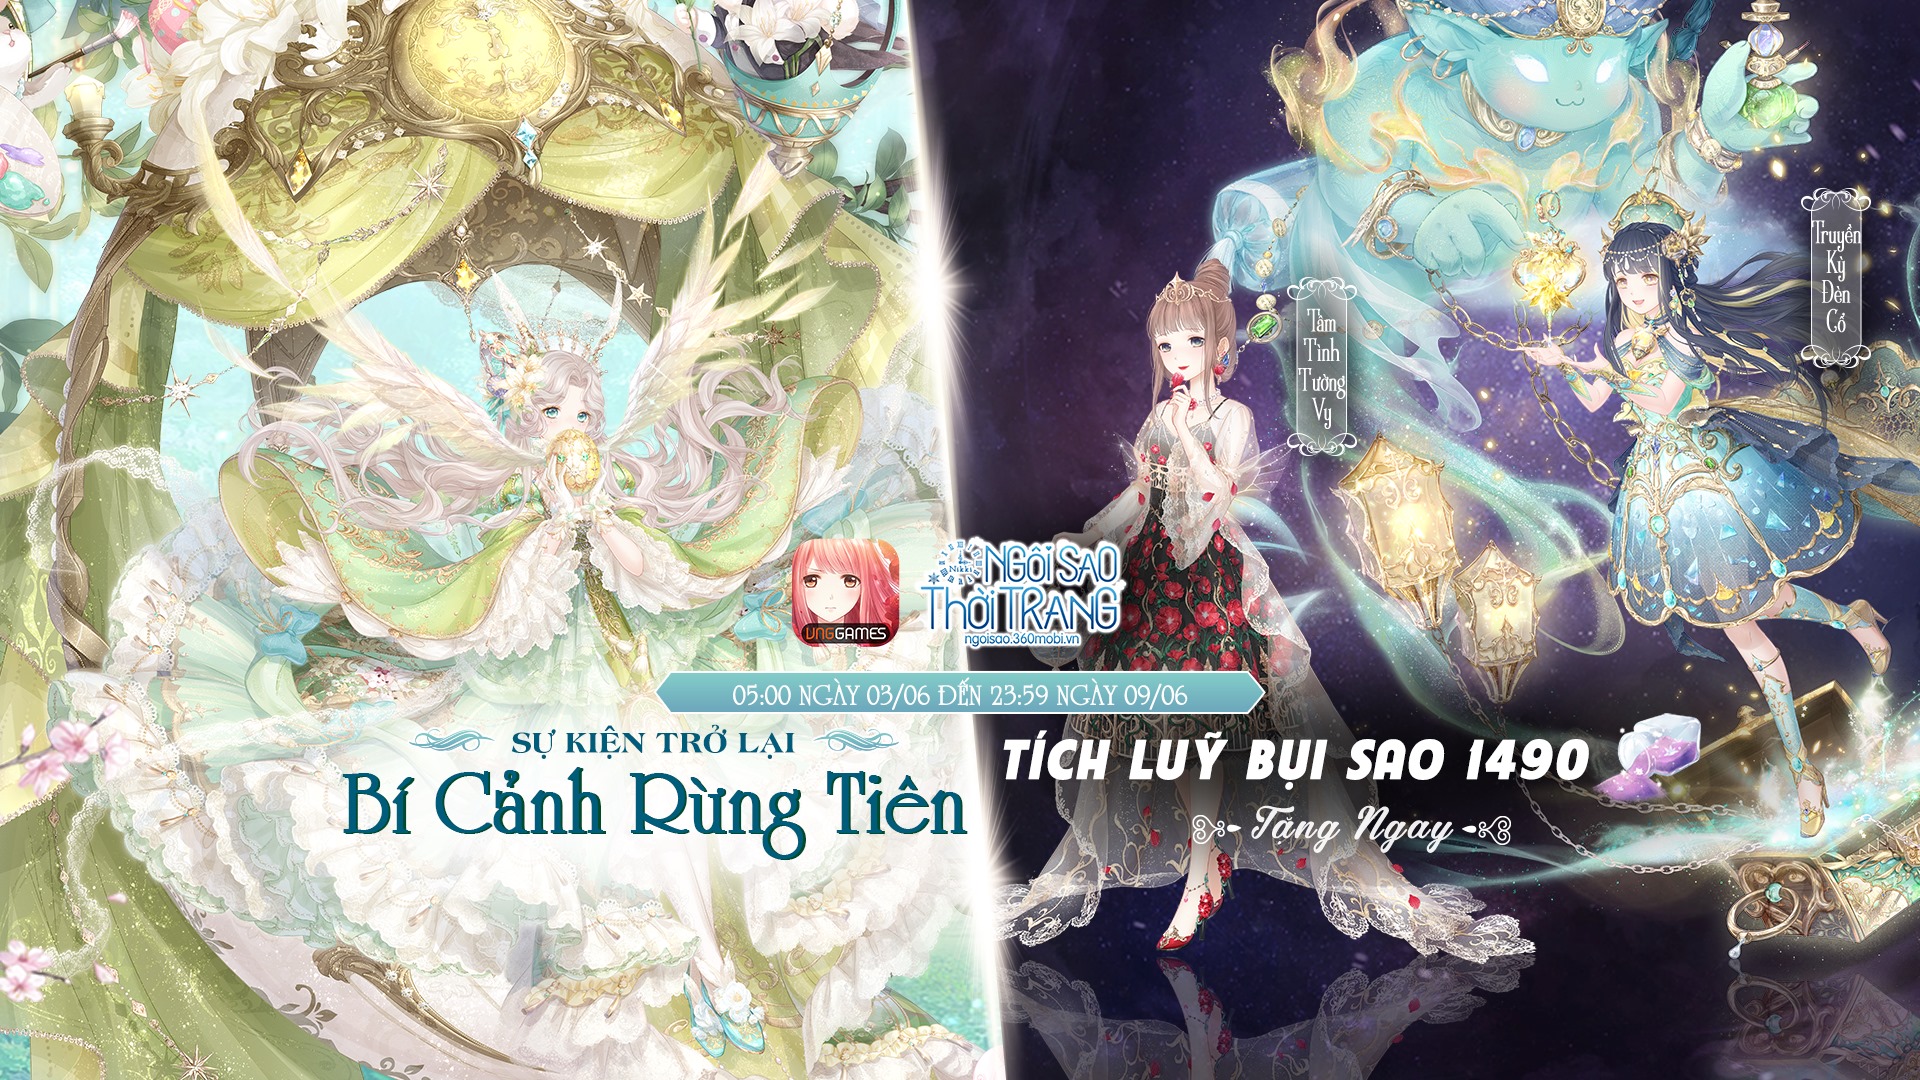 Truyền
Kỳ
Đèn
Cổ
Tâm
Tình
Tường
Vy
Nikki
NGÔI SAO
THỜI TRANG
ngoisao.360mobi.vn
VNGGAMES
05:00 NGÀY 03/06 ĐẾN 23:59 NGÀY 09/06
SỰ KIỆN TRỞ LẠI
Bí Cảnh Rừng Tiên
TÍCH LUỸ BỤI SAO 1490
Tặng Ngay